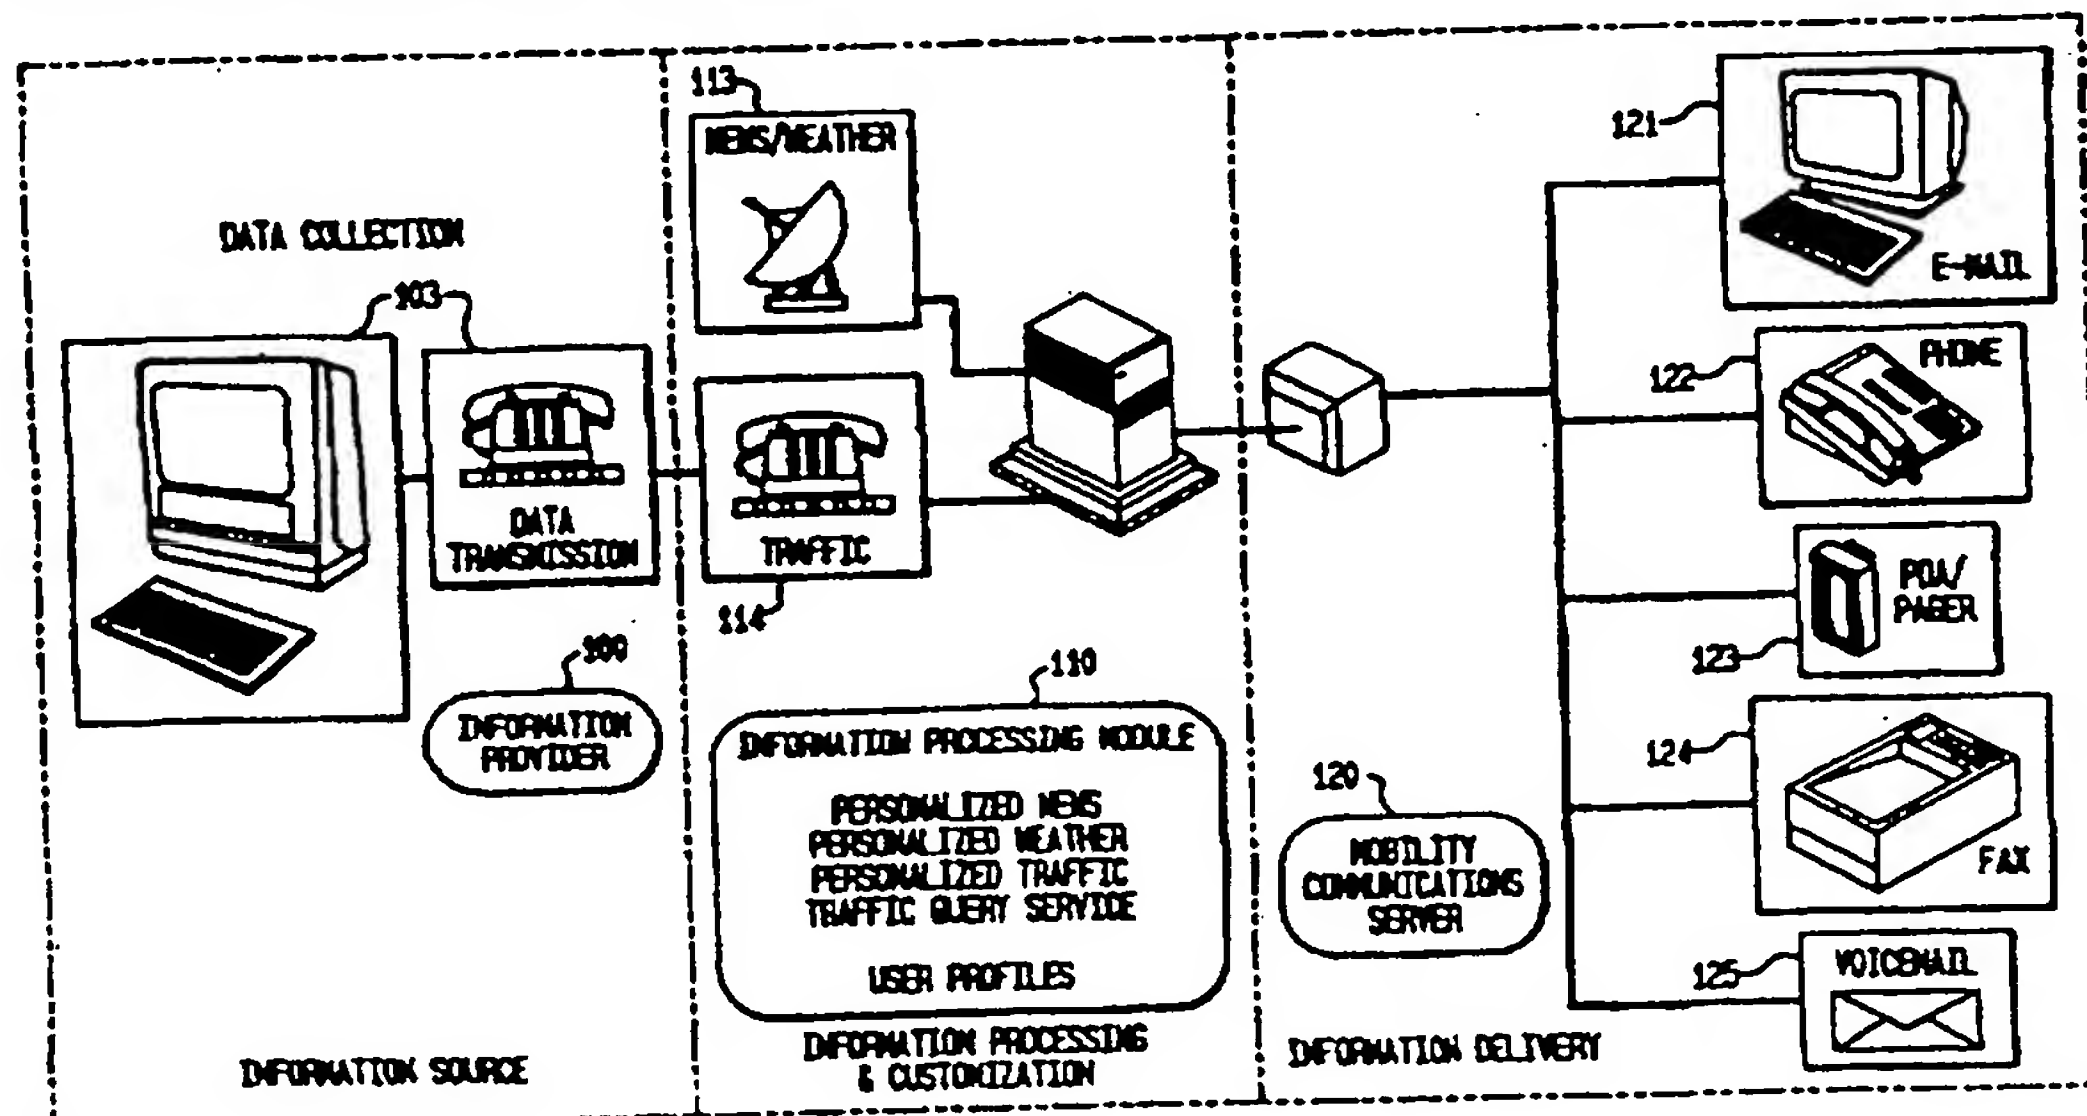 DATA COLLECTION
103
DATA
TRANSMISSION
100
INFORMATION
PROVIDER
INFORMATION SOURCE
113
NEWS/WEATHER
TRAFFIC
114
110
INFORMATION PROCESSING MODULE
PERSONALIZED NEWS
PERSONALIZED WEATHER
PERSONALIZED TRAFFIC
TRAFFIC QUERY SERVICE
USER PROFILES
INFORMATION PROCESSING
& CUSTOMIZATION
120
MOBILITY
COMMUNICATIONS
SERVER
INFORMATION DELIVERY
121
E-MAIL
122
PHONE
123
PDA/
PAGER
124
FAX
125
VOICEMAIL